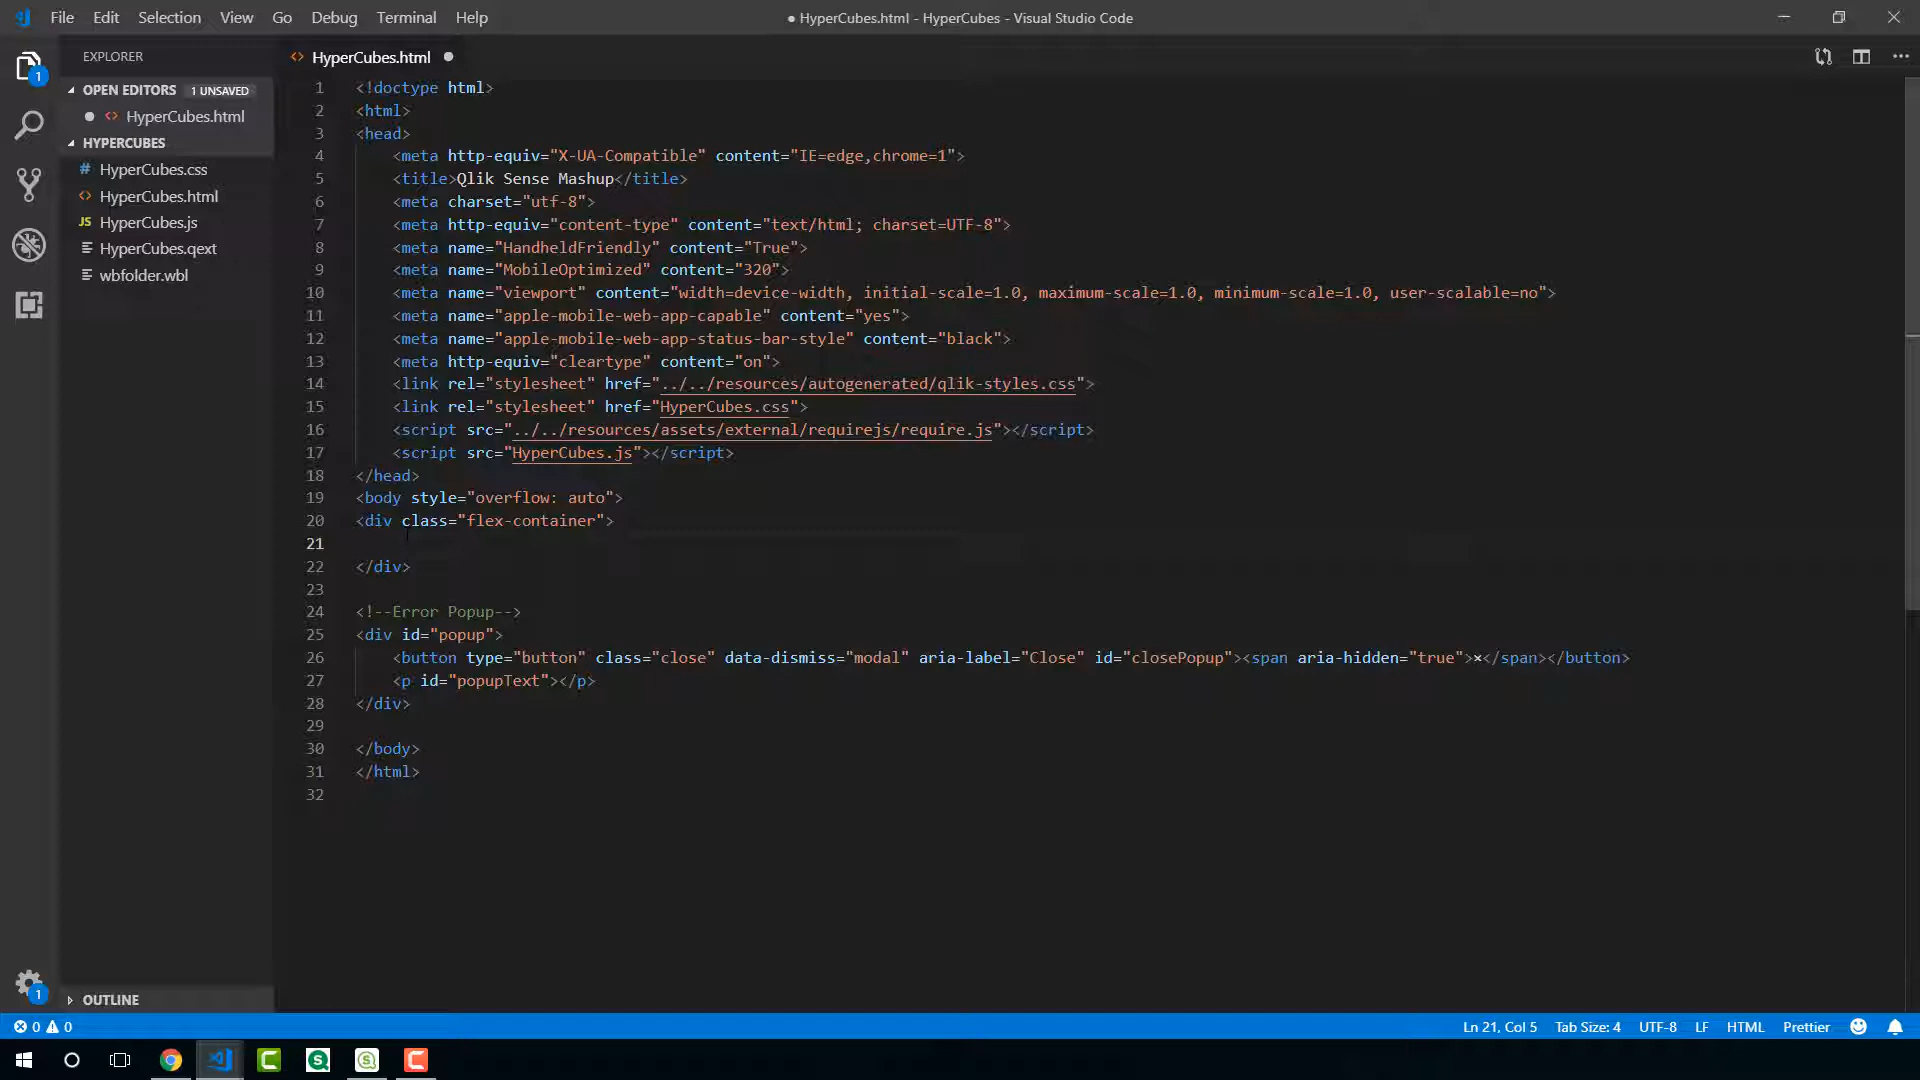 File Edit Selection View Go Debug Terminal Help
● HyperCubes.html - HyperCubes - Visual Studio Code
EXPLORER
OPEN EDITORS 1 UNSAVED
HyperCubes.html
HYPERCUBES
HyperCubes.css
HyperCubes.html
HyperCubes.js
HyperCubes.qext
wbfolder.wbl
OUTLINE
HyperCubes.html
1 <!doctype html>
2 <html>
3 <head>
4 <meta http-equiv="X-UA-Compatible" content="IE=edge,chrome=1">
5 <title>Qlik Sense Mashup</title>
6 <meta charset="utf-8">
7 <meta http-equiv="content-type" content="text/html; charset=UTF-8">
8 <meta name="HandheldFriendly" content="True">
9 <meta name="MobileOptimized" content="320">
10 <meta name="viewport" content="width=device-width, initial-scale=1.0, maximum-scale=1.0, minimum-scale=1.0, user-scalable=no">
11 <meta name="apple-mobile-web-app-capable" content="yes">
12 <meta name="apple-mobile-web-app-status-bar-style" content="black">
13 <meta http-equiv="cleartype" content="on">
14 <link rel="stylesheet" href="../../resources/autogenerated/qlik-styles.css">
15 <link rel="stylesheet" href="HyperCubes.css">
16 <script src="../../resources/assets/external/requirejs/require.js"></script>
17 <script src="HyperCubes.js"></script>
18 </head>
19 <body style="overflow: auto">
20 <div class="flex-container">
21
22 </div>
23
24 <!--Error Popup-->
25 <div id="popup">
26 <button type="button" class="close" data-dismiss="modal" aria-label="Close" id="closePopup"><span aria-hidden="true">×</span></button>
27 <p id="popupText"></p>
28 </div>
29
30 </body>
31 </html>
32
0 0
Ln 21, Col 5 Tab Size: 4 UTF-8 LF HTML Prettier